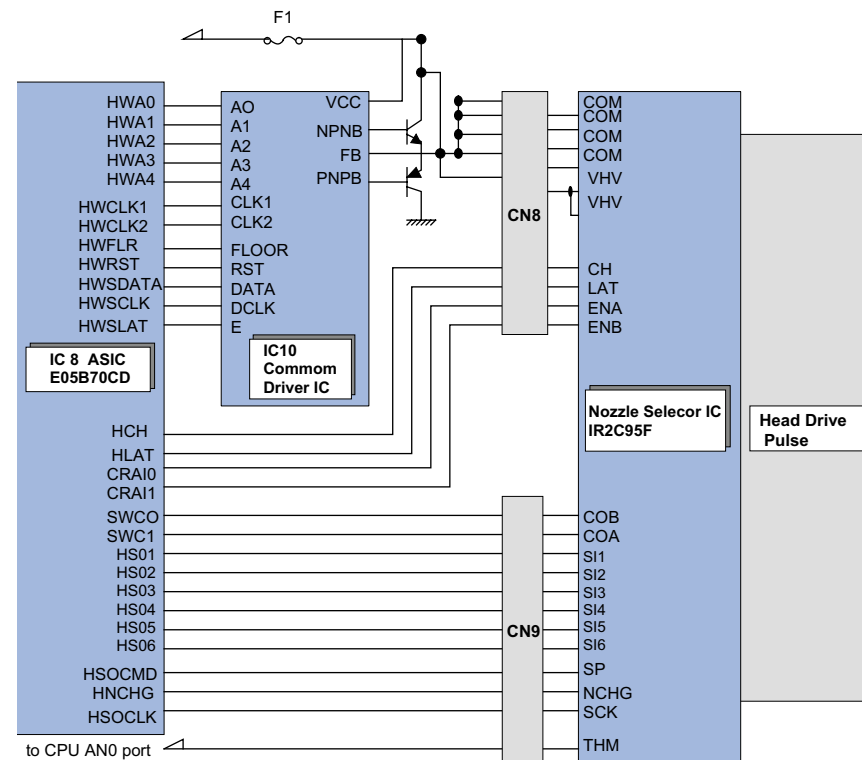 F1
HWA0
HWA1
HWA2
HWA3
HWA4
HWCLK1
HWCLK2
HWFLR
HWRST
HWSDATA
HWSCLK
HWSLAT
IC 8 ASIC
E05B70CD
HCH
HLAT
CRAI0
CRAI1
SWCO
SWC1
HS01
HS02
HS03
HS04
HS05
HS06
HSOCMD
HNCHG
HSOCLK
to CPU AN0 port
AO
A1
A2
A3
A4
CLK1
CLK2
FLOOR
RST
DATA
DCLK
E
VCC
NPNB
FB
PNPB
IC10
Commom
Driver IC
CN8
CN9
COM
COM
COM
COM
VHV
VHV
CH
LAT
ENA
ENB
Nozzle Selecor IC
IR2C95F
COB
COA
SI1
SI2
SI3
SI4
SI5
SI6
SP
NCHG
SCK
THM
Head Drive
Pulse